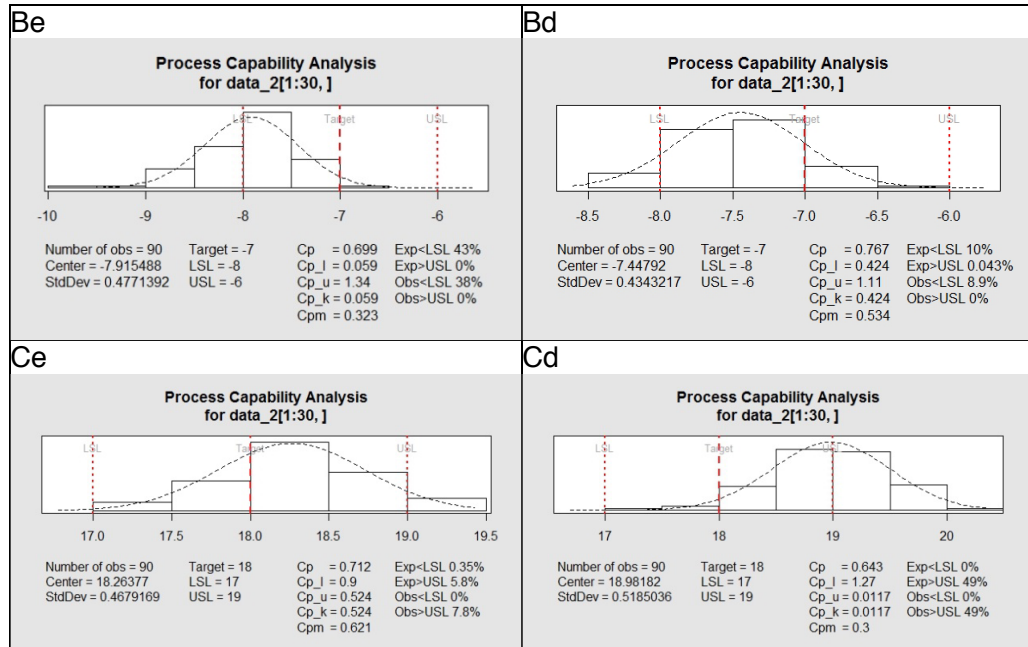 Be
Process Capability Analysis
for data_2[1:30, ]
LSL Target USL
-10 -9 -8 -7 -6
Number of obs = 90 Target = -7 Cp = 0.699 Exp<LSL 43%
Center = -7.915488 LSL = -8 Cp_l = 0.059 Exp>USL 0%
StdDev = 0.4771392 USL = -6 Cp_u = 1.34 Obs<LSL 38%
Cp_k = 0.059 Obs>USL 0%
Cpm = 0.323
Bd
Process Capability Analysis
for data_2[1:30, ]
LSL Target USL
-8.5 -8.0 -7.5 -7.0 -6.5 -6.0
Number of obs = 90 Target = -7 Cp = 0.767 Exp<LSL 10%
Center = -7.44792 LSL = -8 Cp_l = 0.424 Exp>USL 0.043%
StdDev = 0.4343217 USL = -6 Cp_u = 1.11 Obs<LSL 8.9%
Cp_k = 0.424 Obs>USL 0%
Cpm = 0.534
Ce
Process Capability Analysis
for data_2[1:30, ]
LSL Target USL
17.0 17.5 18.0 18.5 19.0 19.5
Number of obs = 90 Target = 18 Cp = 0.712 Exp<LSL 0.35%
Center = 18.26377 LSL = 17 Cp_l = 0.9 Exp>USL 5.8%
StdDev = 0.4679169 USL = 19 Cp_u = 0.524 Obs<LSL 0%
Cp_k = 0.524 Obs>USL 7.8%
Cpm = 0.621
Cd
Process Capability Analysis
for data_2[1:30, ]
LSL Target USL
17 18 19 20
Number of obs = 90 Target = 18 Cp = 0.643 Exp<LSL 0%
Center = 18.98182 LSL = 17 Cp_l = 1.27 Exp>USL 49%
StdDev = 0.5185036 USL = 19 Cp_u = 0.0117 Obs<LSL 0%
Cp_k = 0.0117 Obs>USL 49%
Cpm = 0.3